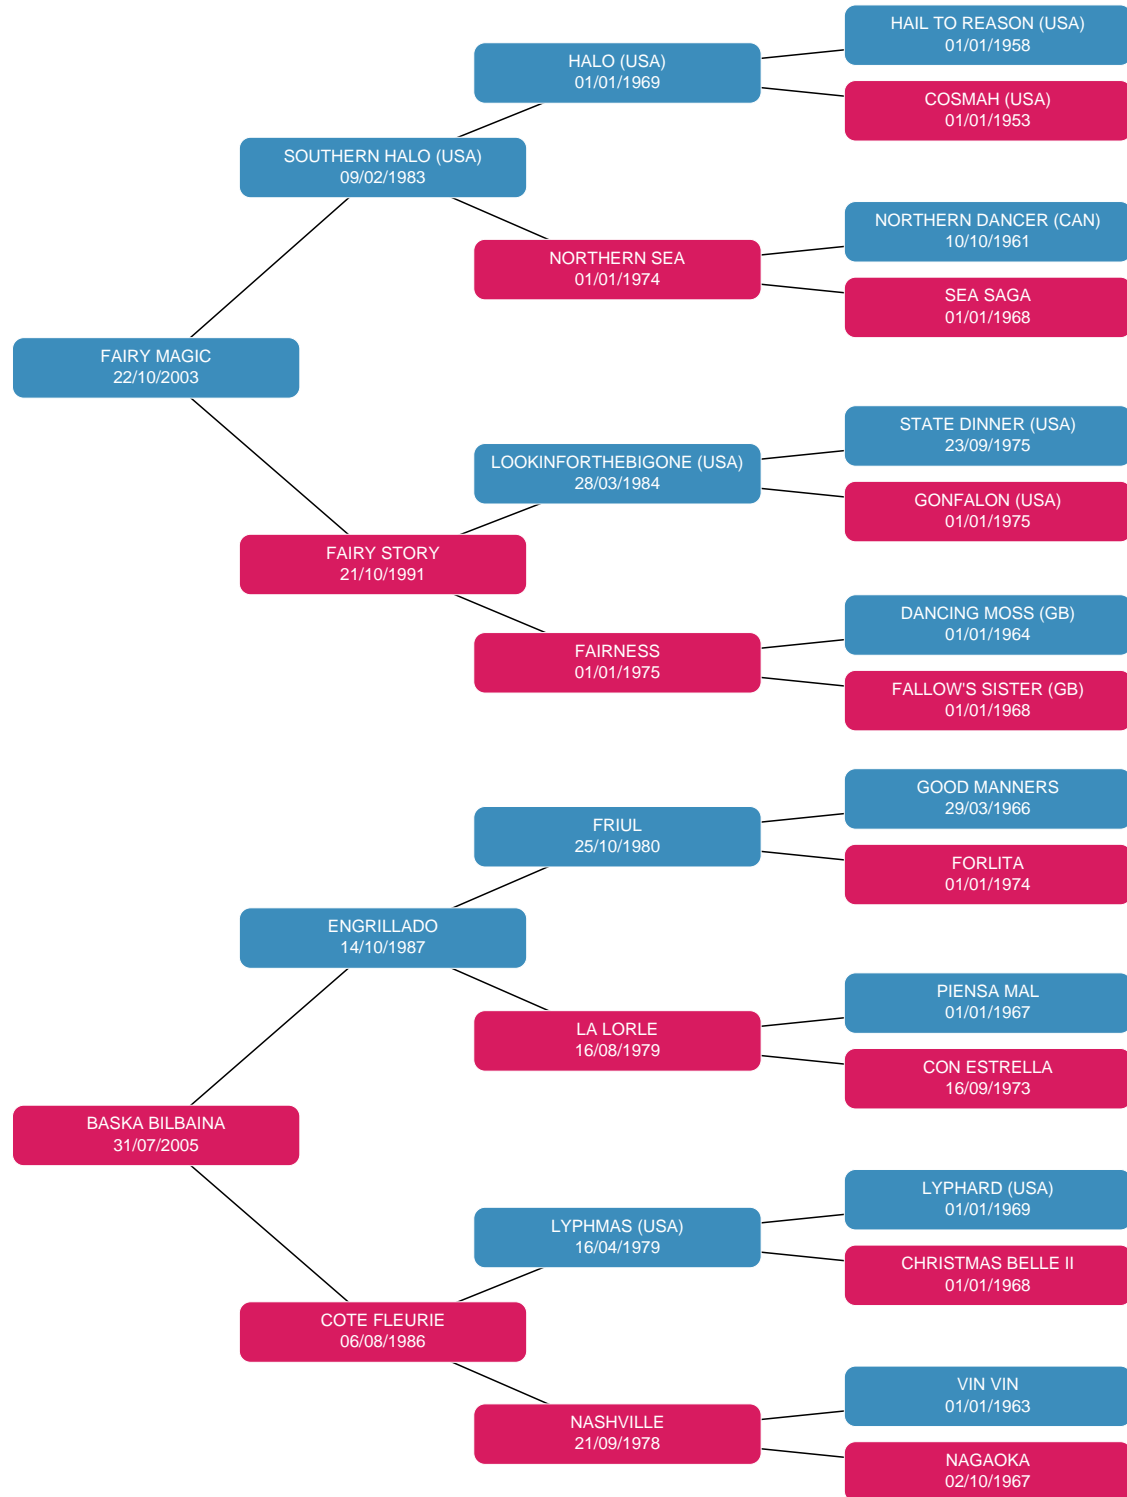 HAIL TO REASON (USA)
01/01/1958
HALO (USA)
01/01/1969
COSMAH (USA)
01/01/1953
SOUTHERN HALO (USA)
09/02/1983
NORTHERN DANCER (CAN)
10/10/1961
NORTHERN SEA
01/01/1974
SEA SAGA
01/01/1968
FAIRY MAGIC
22/10/2003
STATE DINNER (USA)
23/09/1975
LOOKINFORTHEBIGONE (USA)
28/03/1984
GONFALON (USA)
01/01/1975
FAIRY STORY
21/10/1991
DANCING MOSS (GB)
01/01/1964
FAIRNESS
01/01/1975
FALLOW'S SISTER (GB)
01/01/1968
GOOD MANNERS
29/03/1966
FRIUL
25/10/1980
FORLITA
01/01/1974
ENGRILLADO
14/10/1987
PIENSA MAL
01/01/1967
LA LORLE
16/08/1979
CON ESTRELLA
16/09/1973
BASKA BILBAINA
31/07/2005
LYPHARD (USA)
01/01/1969
LYPHMAS (USA)
16/04/1979
CHRISTMAS BELLE II
01/01/1968
COTE FLEURIE
06/08/1986
VIN VIN
01/01/1963
NASHVILLE
21/09/1978
NAGAOKA
02/10/1967